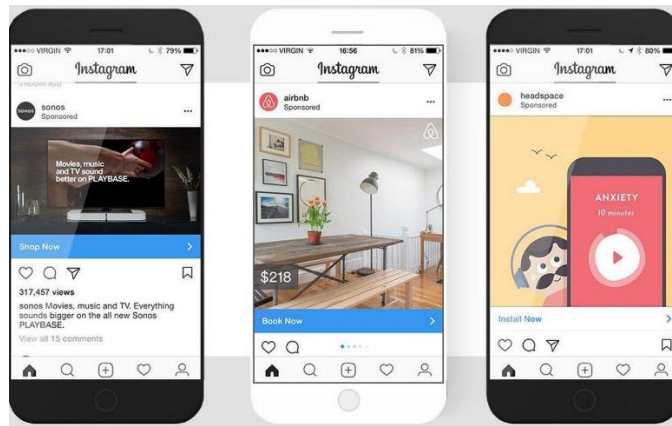 VIRGIN 17:01 79%
Instagram
sonos
Sponsored
Movies, music
and TV sound
better on PLAYBASE.
Shop Now
317,457 views
sonos Movies, music and TV. Everything
sounds bigger on the all new Sonos
PLAYBASE.
View all 15 comments
VIRGIN 16:56 81%
Instagram
airbnb
Sponsored
$218
Book Now
VIRGIN 17:01 80%
Instagram
headspace
Sponsored
ANXIETY
10 minutes
Install Now